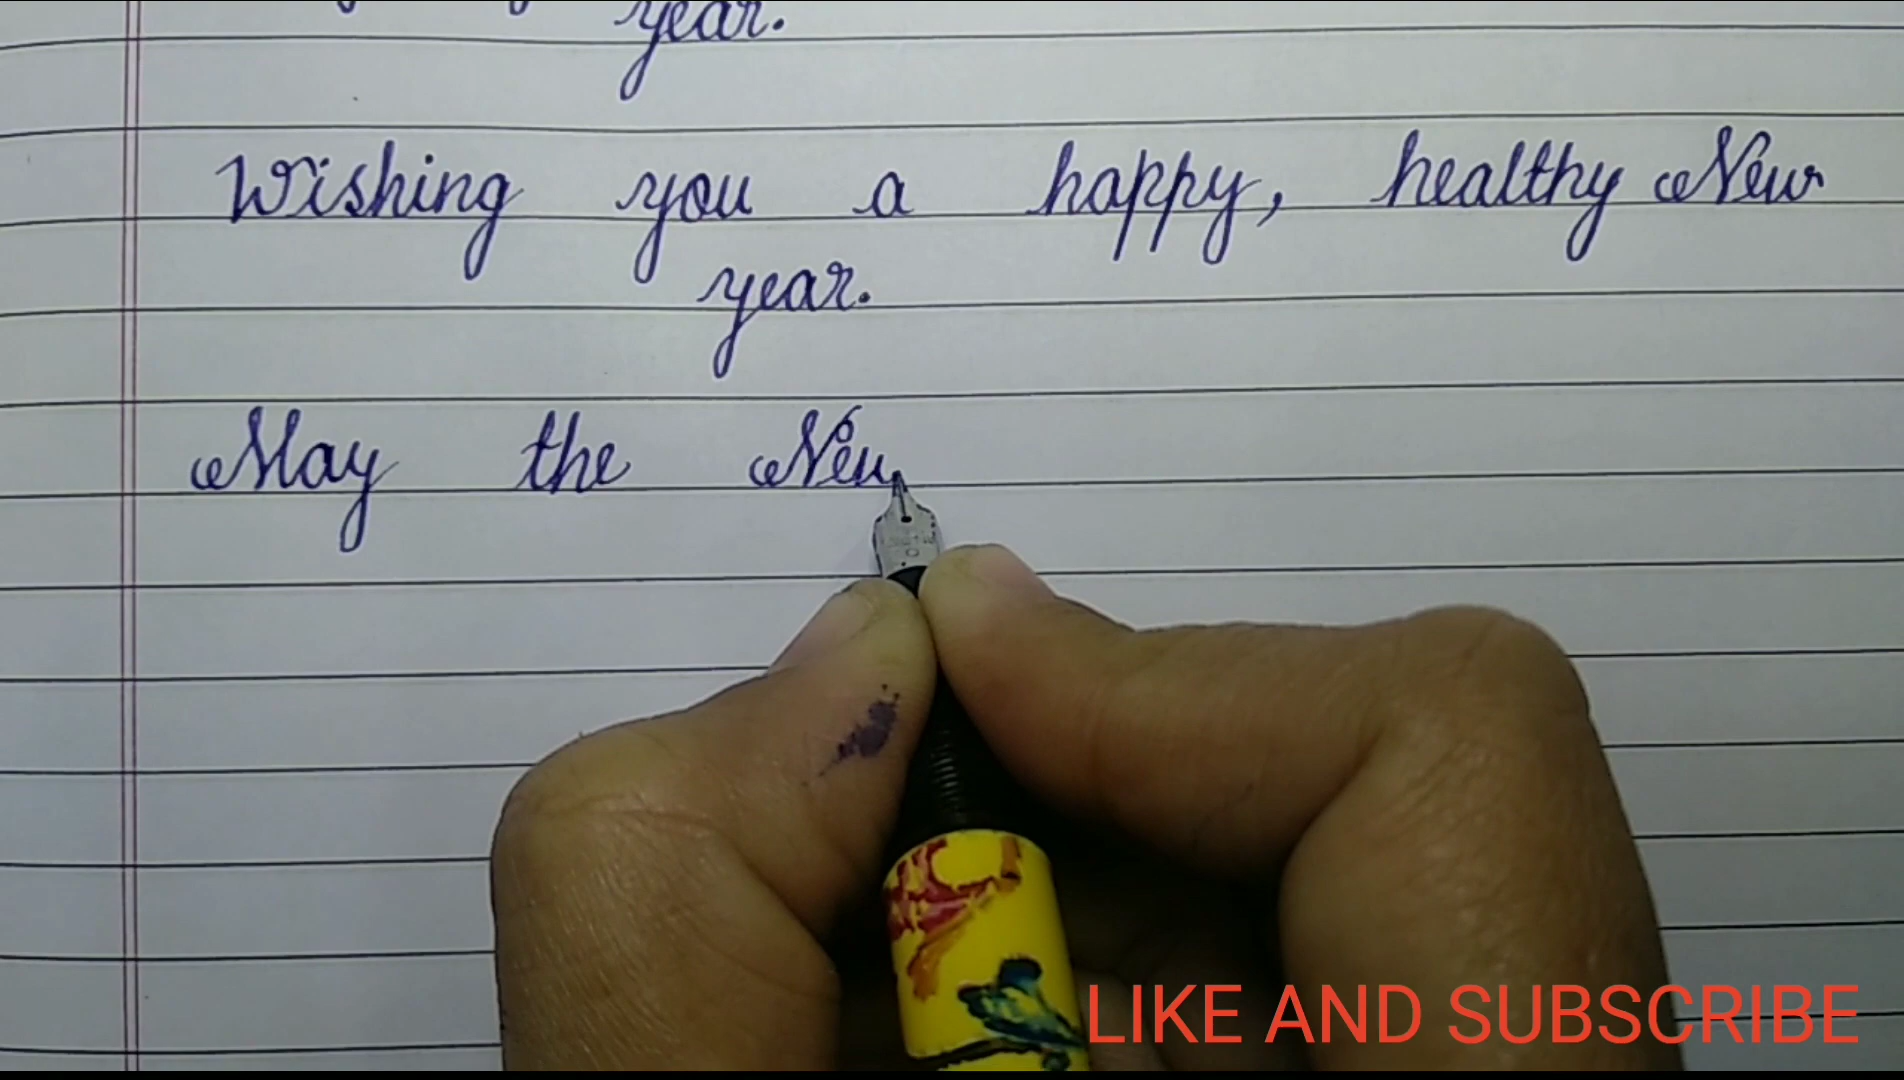 year.
Wishing you a happy, healthy New
year.
May the New
LIKE AND SUBSCRIBE